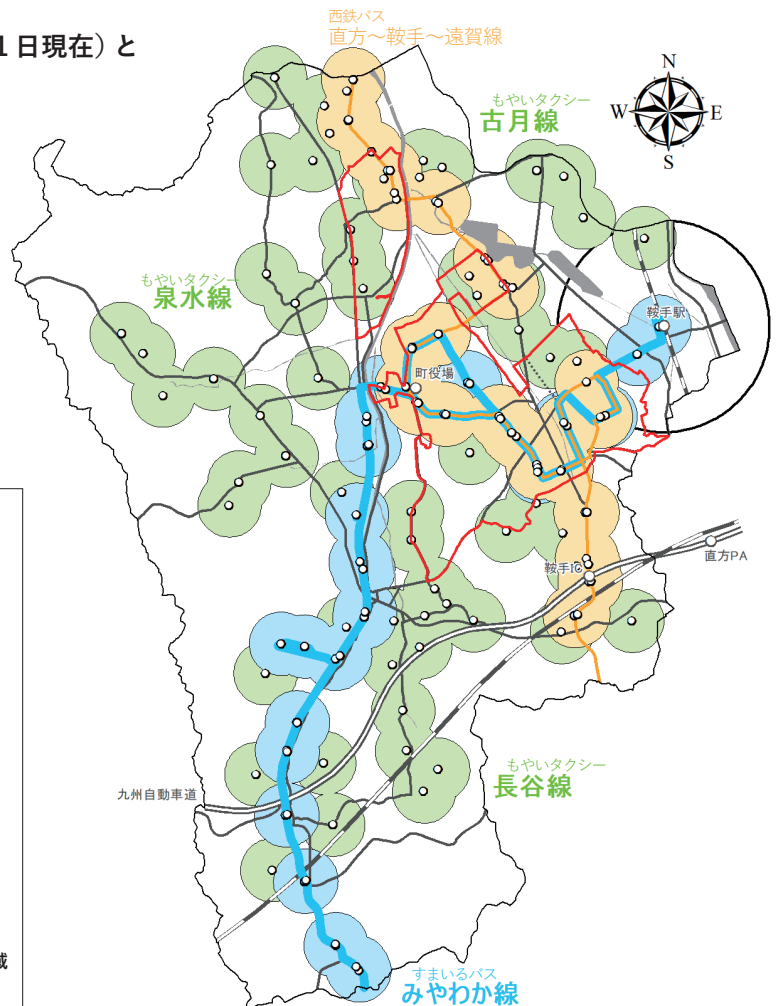 1日現在）と
西鉄バス
直方～鞍手～遠賀線
もやいタクシー
古月線
N
W
E
S
もやいタクシー
泉水線
鞍手駅
町役場
直方PA
鞍手IC
もやいタクシー
長谷線
九州自動車道
域
すまいるバス
みやわか線